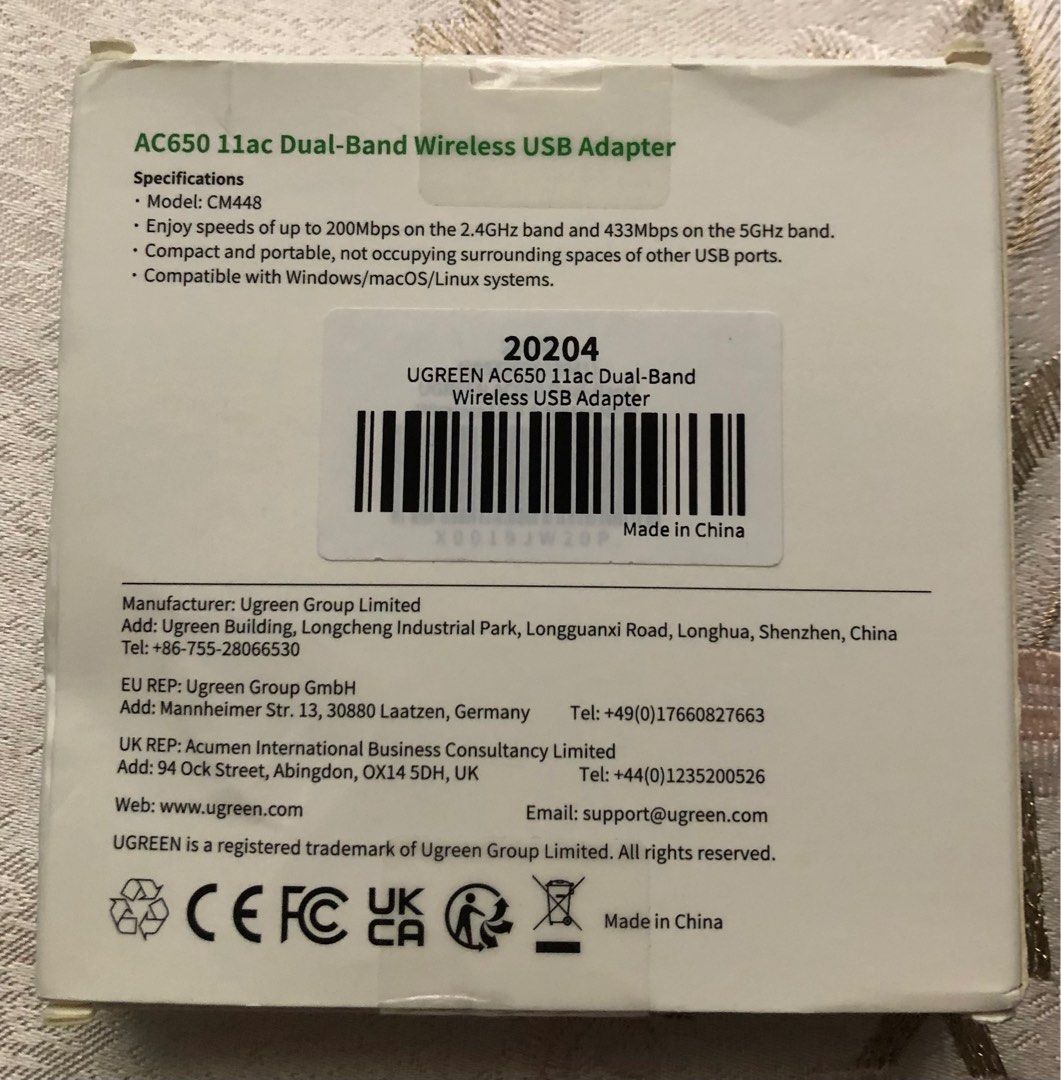 AC650 11ac Dual-Band Wireless USB Adapter
Specifications
· Model: CM448
· Enjoy speeds of up to 200Mbps on the 2.4GHz band and 433Mbps on the 5GHz band.
· Compact and portable, not occupying surrounding spaces of other USB ports.
· Compatible with Windows/macOS/Linux systems.
20204
UGREEN AC650 11ac Dual-Band
Wireless USB Adapter
Made in China
X0019JW20P
Manufacturer: Ugreen Group Limited
Add: Ugreen Building, Longcheng Industrial Park, Longguanxi Road, Longhua, Shenzhen, China
Tel: +86-755-28066530
EU REP: Ugreen Group GmbH
Add: Mannheimer Str. 13, 30880 Laatzen, Germany Tel: +49(0)17660827663
UK REP: Acumen International Business Consultancy Limited
Add: 94 Ock Street, Abingdon, OX14 5DH, UK Tel: +44(0)1235200526
Web: www.ugreen.com Email: support@ugreen.com
UGREEN is a registered trademark of Ugreen Group Limited. All rights reserved.
CE FC UK CA Made in China